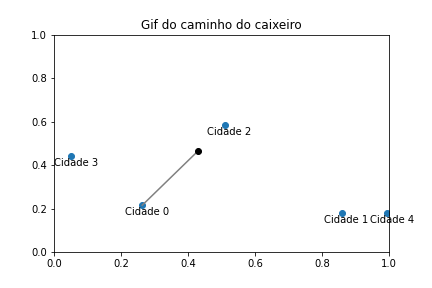 Gif do caminho do caixeiro
1.0
0.8
0.6
Cidade 2
0.4
Cidade 3
0.2
Cidade 0
Cidade 1 Cidade 4
0.0
0.0 0.2 0.4 0.6 0.8 1.0